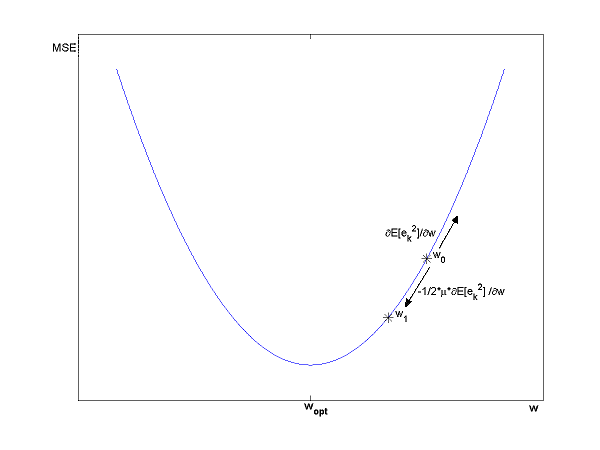 MSE
∂E[e_k^2]/∂w
w_0
-1/2*μ*∂E[e_k^2] /∂w
w_1
w_opt
w